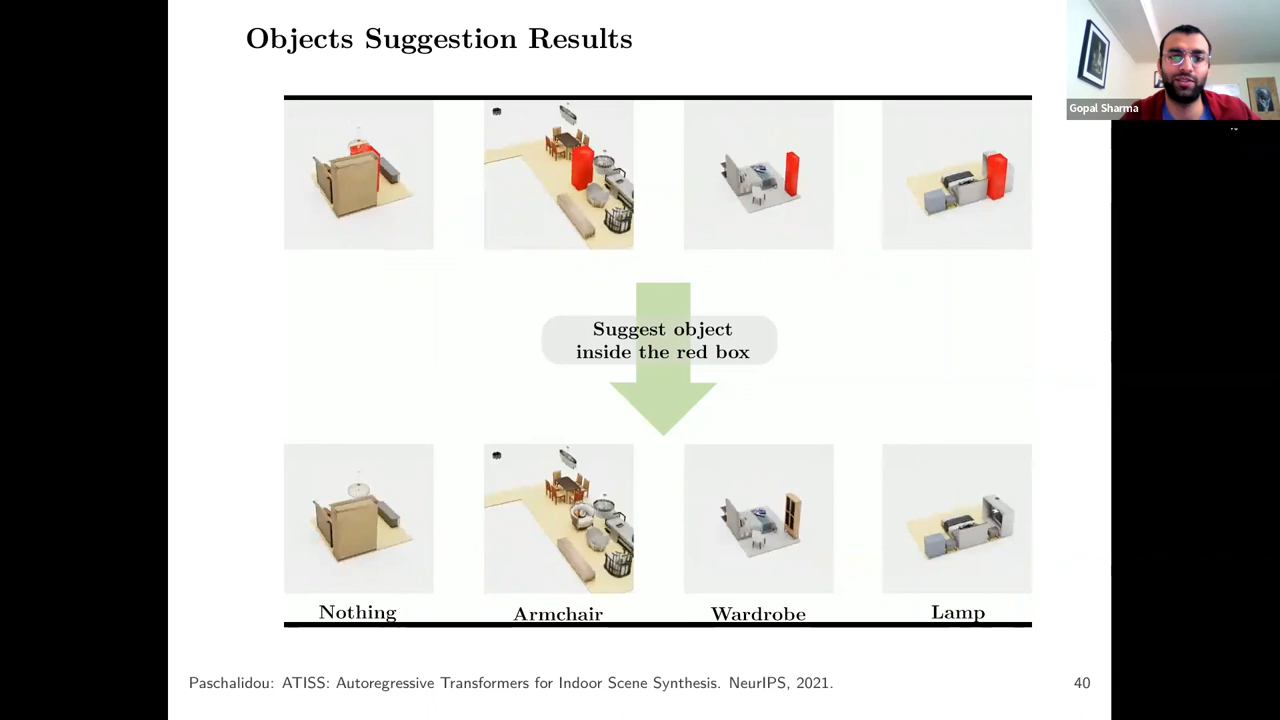 Objects Suggestion Results
Gopal Sharma
Suggest object
inside the red box
Nothing
Armchair
Wardrobe
Lamp
Paschalidou: ATISS: Autoregressive Transformers for Indoor Scene Synthesis. NeurIPS, 2021.
40